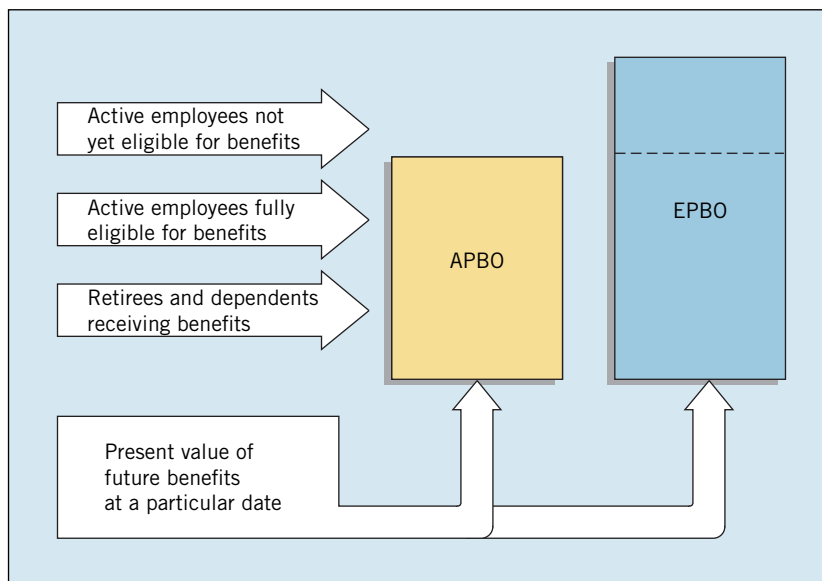 Active employees not
yet eligible for benefits
Active employees fully
eligible for benefits
Retirees and dependents
receiving benefits
APBO
EPBO
Present value of
future benefits
at a particular date